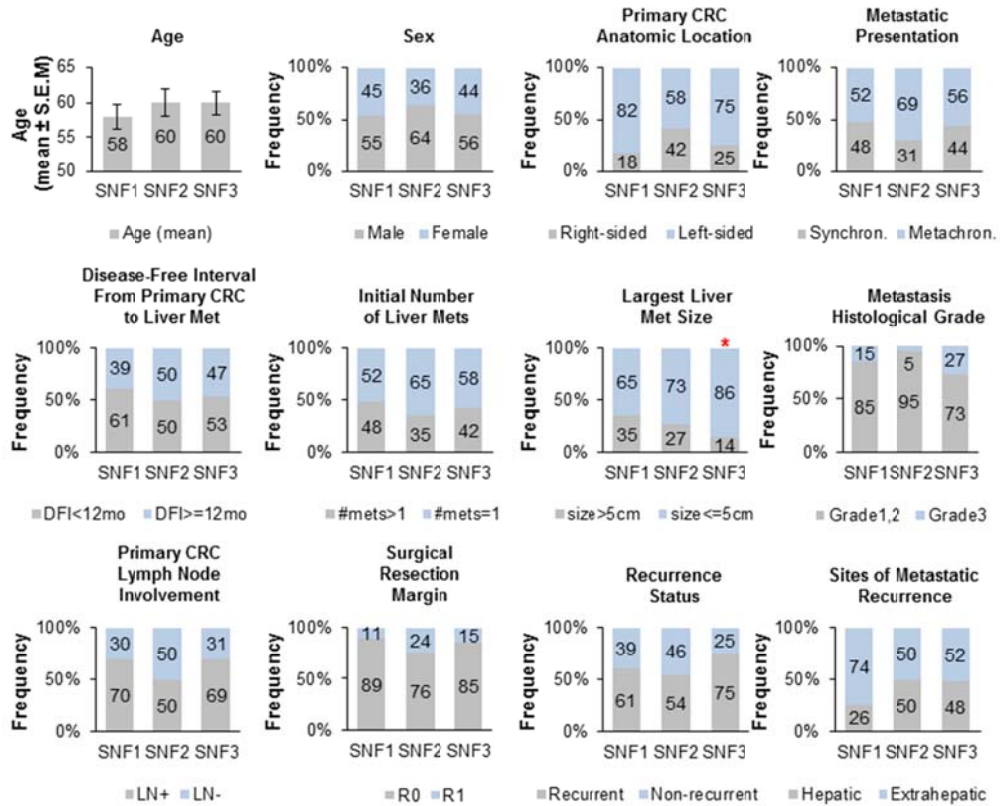 Age
Age
(mean ± S.E.M)
65
60
55
50
58
60
60
SNF1 SNF2 SNF3
Age (mean)
Sex
Frequency
100%
50%
0%
45 36 44
55 64 56
SNF1 SNF2 SNF3
Male Female
Primary CRC
Anatomic Location
Frequency
100%
50%
0%
82 58 75
18 42 25
SNF1 SNF2 SNF3
Right-sided Left-sided
Metastatic
Presentation
Frequency
100%
50%
0%
52 69 56
48 31 44
SNF1 SNF2 SNF3
Synchron. Metachron.
Disease-Free Interval
From Primary CRC
to Liver Met
Frequency
100%
50%
0%
39 50 47
61 50 53
SNF1 SNF2 SNF3
DFI<12mo DFI>=12mo
Initial Number
of Liver Mets
Frequency
100%
50%
0%
52 65 58
48 35 42
SNF1 SNF2 SNF3
#mets>1 #mets=1
Largest Liver
Met Size
*
Frequency
100%
50%
0%
65 73 86
35 27 14
SNF1 SNF2 SNF3
size>5cm size<=5cm
Metastasis
Histological Grade
Frequency
100%
50%
0%
15 5 27
85 95 73
SNF1 SNF2 SNF3
Grade1,2 Grade3
Primary CRC
Lymph Node
Involvement
Frequency
100%
50%
0%
30 50 31
70 50 69
SNF1 SNF2 SNF3
LN+ LN-
Surgical
Resection
Margin
Frequency
100%
50%
0%
11 24 15
89 76 85
SNF1 SNF2 SNF3
R0 R1
Recurrence
Status
Frequency
100%
50%
0%
39 46 25
61 54 75
SNF1 SNF2 SNF3
Recurrent Non-recurrent
Sites of Metastatic
Recurrence
Frequency
100%
50%
0%
74 50 52
26 50 48
SNF1 SNF2 SNF3
Hepatic Extrahepatic